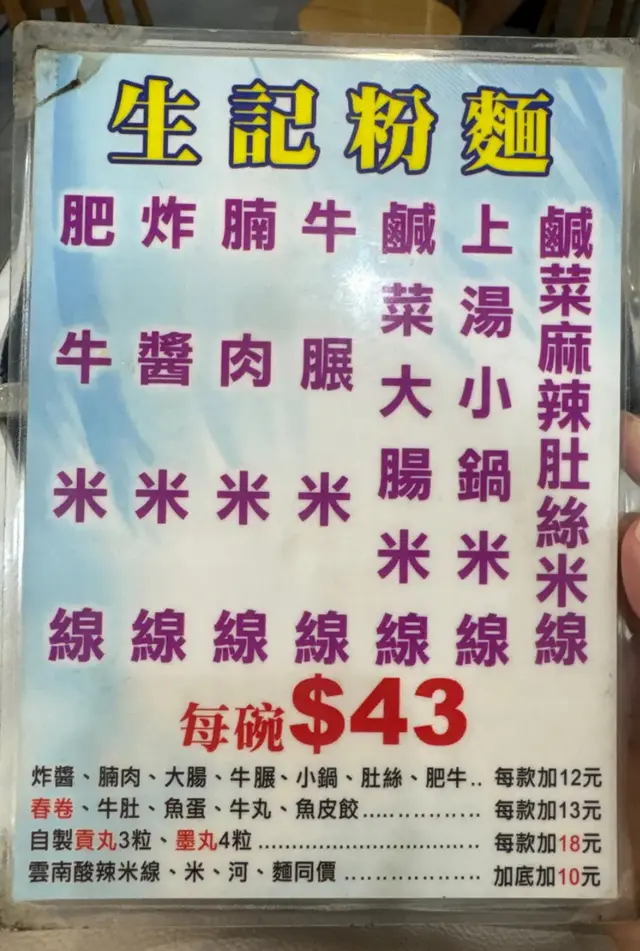 生記粉麵
鹹菜麻辣肚絲米線
上湯小鍋米線
鹹菜大腸米線
牛𦟌米線
腩肉米線
炸醬米線
肥牛米線
每碗$43
炸醬、腩肉、大腸、牛𦟌、小鍋、肚絲、肥牛.. 每款加12元
春卷、牛肚、魚蛋、牛丸、魚皮餃................ 每款加13元
自製貢丸3粒、墨丸4粒.................................. 每款加18元
雲南酸辣米線、米、河、麵同價 ..................... 加底加10元